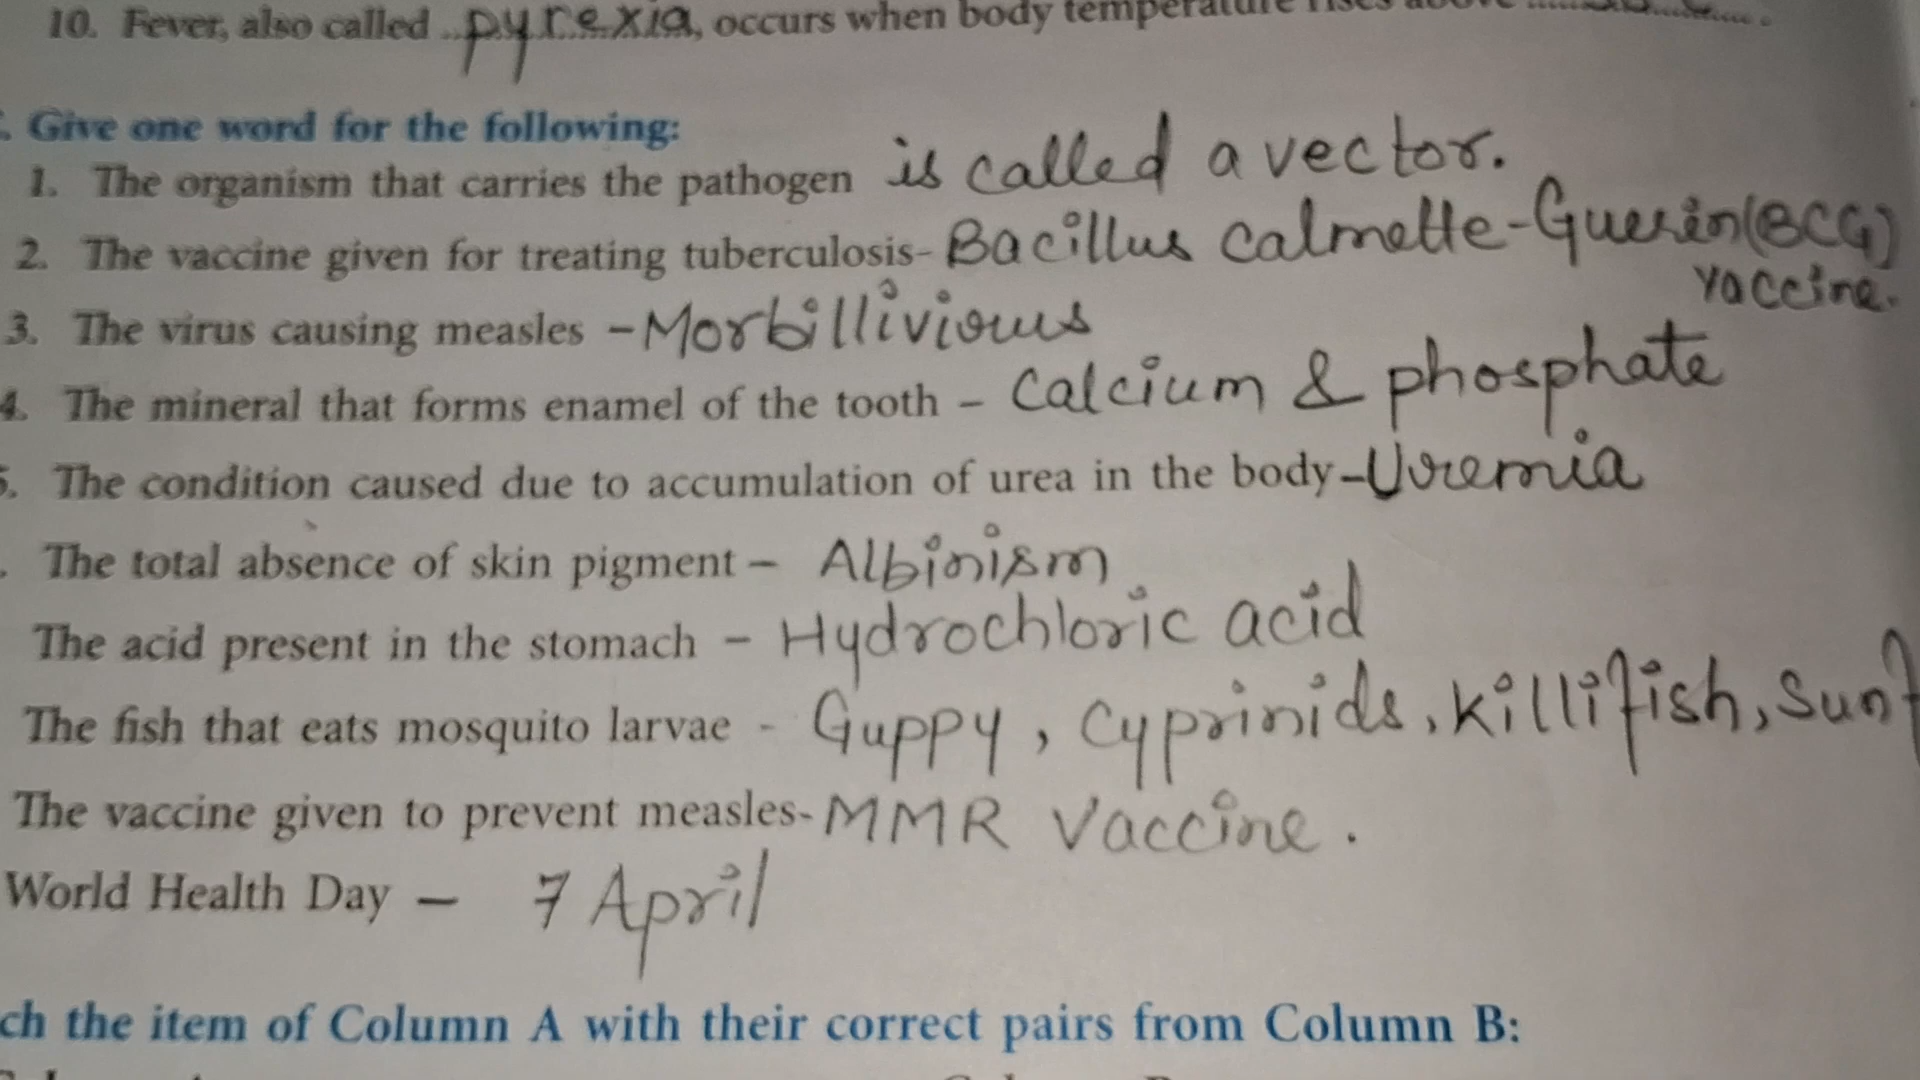 10. Fever, also called pyrexia, occurs when body temperature rises above
Give one word for the following:
1. The organism that carries the pathogen is called a vector.
2. The vaccine given for treating tuberculosis- Bacillus Calmette-Guerin (BCG)
vaccine.
3. The virus causing measles - Morbillivious
4. The mineral that forms enamel of the tooth - Calcium & phosphate
5. The condition caused due to accumulation of urea in the body - Uremia
. The total absence of skin pigment - Albinism
The acid present in the stomach - Hydrochloric acid
The fish that eats mosquito larvae - Guppy, Cyprinids, killifish, Sunf
The vaccine given to prevent measles- MMR Vaccine.
World Health Day - 7 April
ch the item of Column A with their correct pairs from Column B: